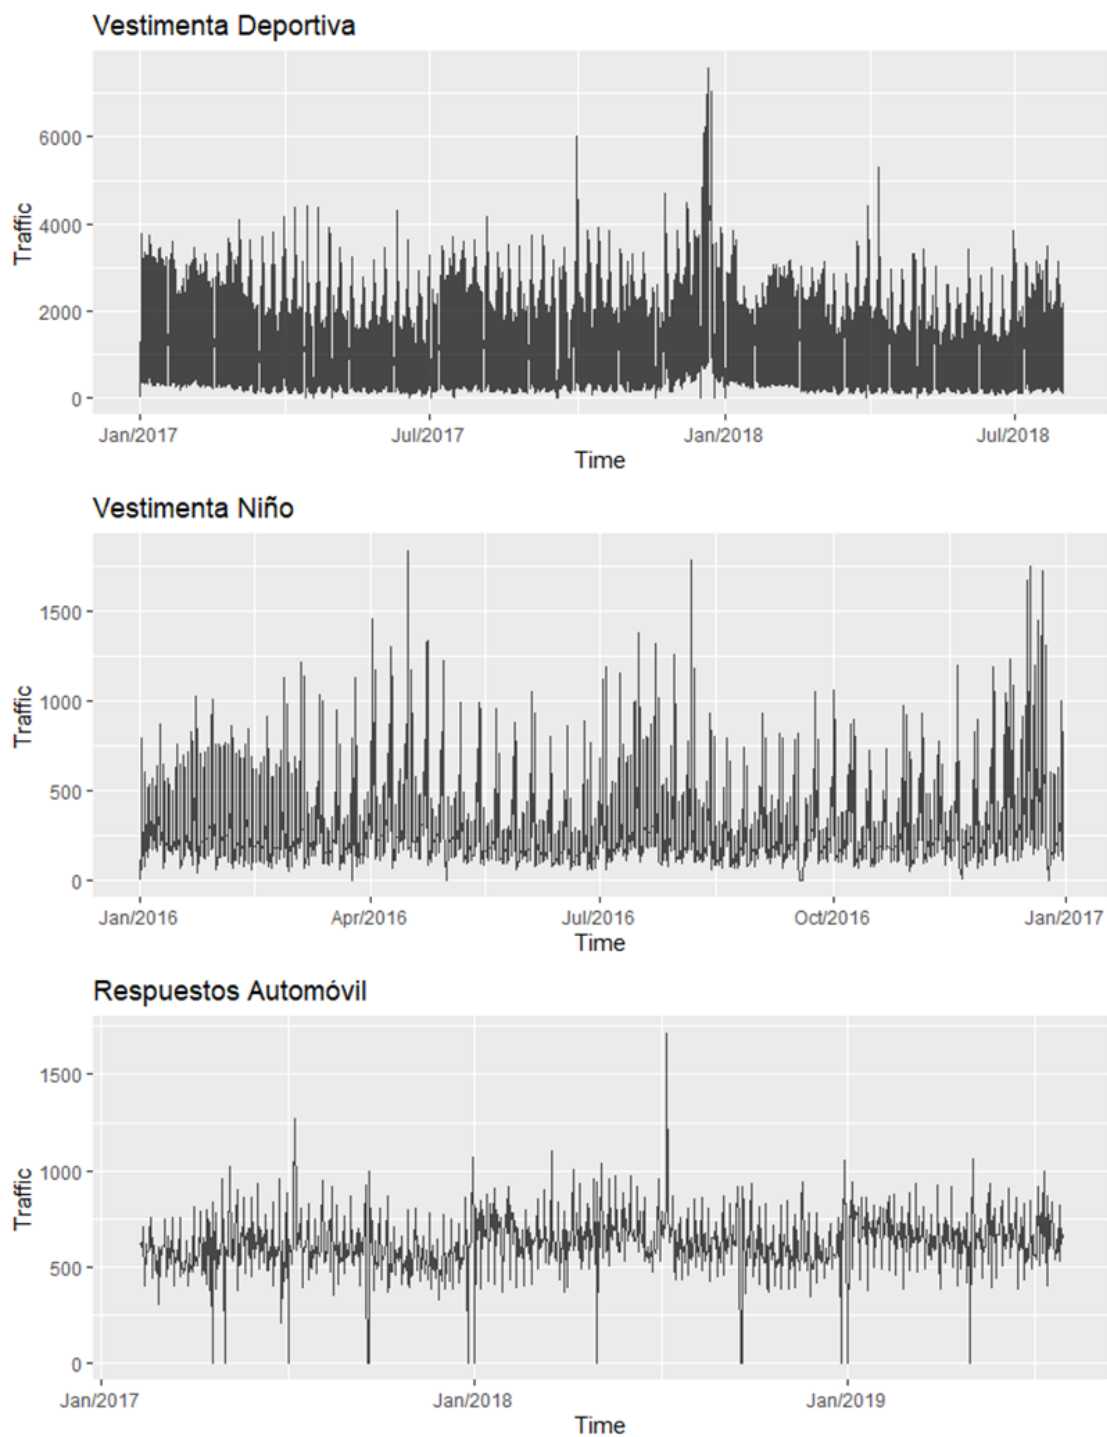 Vestimenta Deportiva
6000
4000
2000
0
Traffic
Jan/2017 Jul/2017 Jan/2018 Jul/2018
Time
Vestimenta Niño
1500
1000
500
0
Traffic
Jan/2016 Apr/2016 Jul/2016 Oct/2016 Jan/2017
Time
Respuestos Automóvil
1500
1000
500
0
Traffic
Jan/2017 Jan/2018 Jan/2019
Time